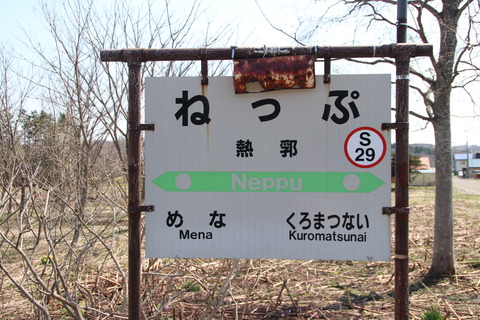 ねっぷ
熱郛
S
29
Neppu
めな
Mena
くろまつない
Kuromatsunai